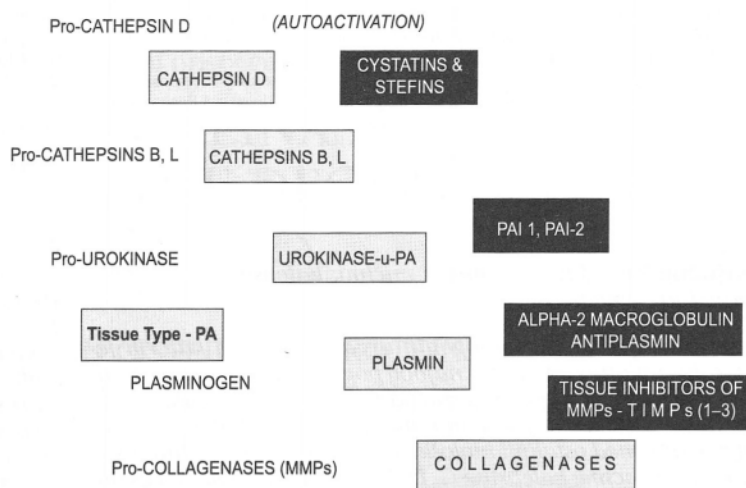 Pro-CATHEPSIN D (AUTOACTIVATION)
CATHEPSIN D
CYSTATINS &
STEFINS
Pro-CATHEPSINS B, L
CATHEPSINS B, L
PAI 1, PAI-2
Pro-UROKINASE
UROKINASE-u-PA
Tissue Type - PA
ALPHA-2 MACROGLOBULIN
ANTIPLASMIN
PLASMINOGEN
PLASMIN
TISSUE INHIBITORS OF
MMPs - T I M P s (1–3)
Pro-COLLAGENASES (MMPs)
C O L L A G E N A S E S